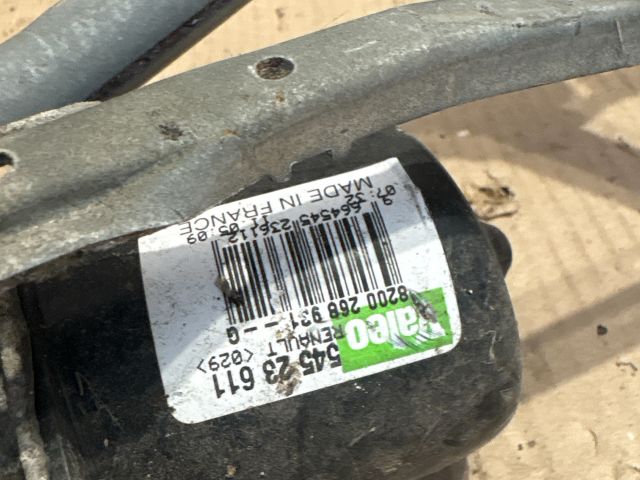 545 23 611
Valeo
RENAULT <029>
8200 268 931 - - G
MADE IN FRANCE